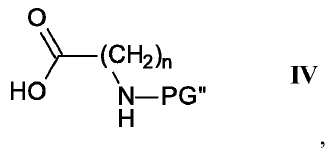 O
(CH₂)n
HO
N—PG"
H
IV
,